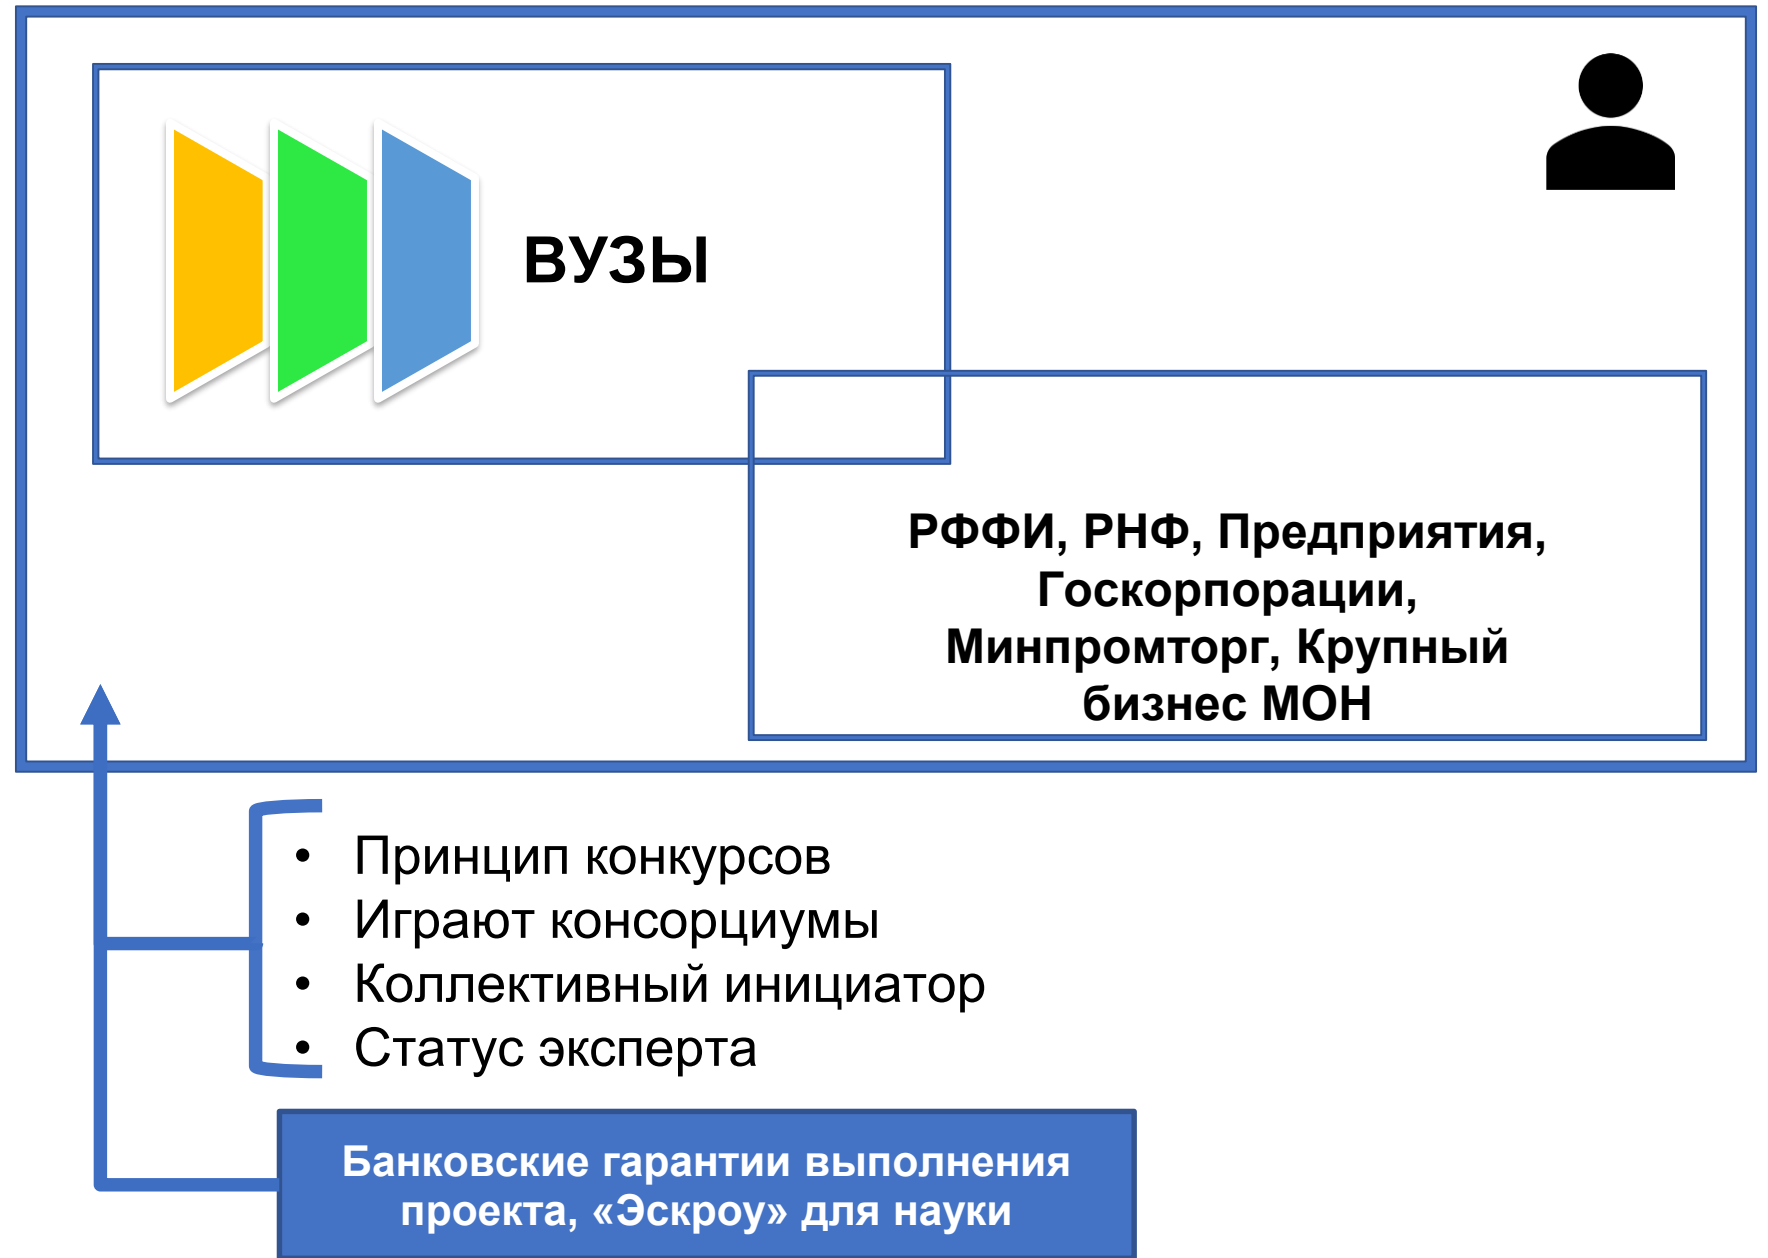 ВУЗЫ
РФФИ, РНФ, Предприятия,
Госкорпорации,
Минпромторг, Крупный
бизнес МОН
• Принцип конкурсов
• Играют консорциумы
• Коллективный инициатор
• Статус эксперта
Банковские гарантии выполнения
проекта, «Эскроу» для науки